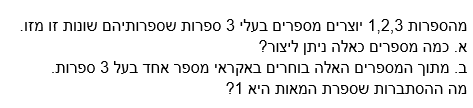 מהספרות 1,2,3 יוצרים מספרים בעלי 3 ספרות שספרותיהם שונות זו מזו.
א. כמה מספרים כאלה ניתן ליצור?
ב. מתוך המספרים האלה בוחרים באקראי מספר אחד בעל 3 ספרות.
מה ההסתברות שספרת המאות היא 1?